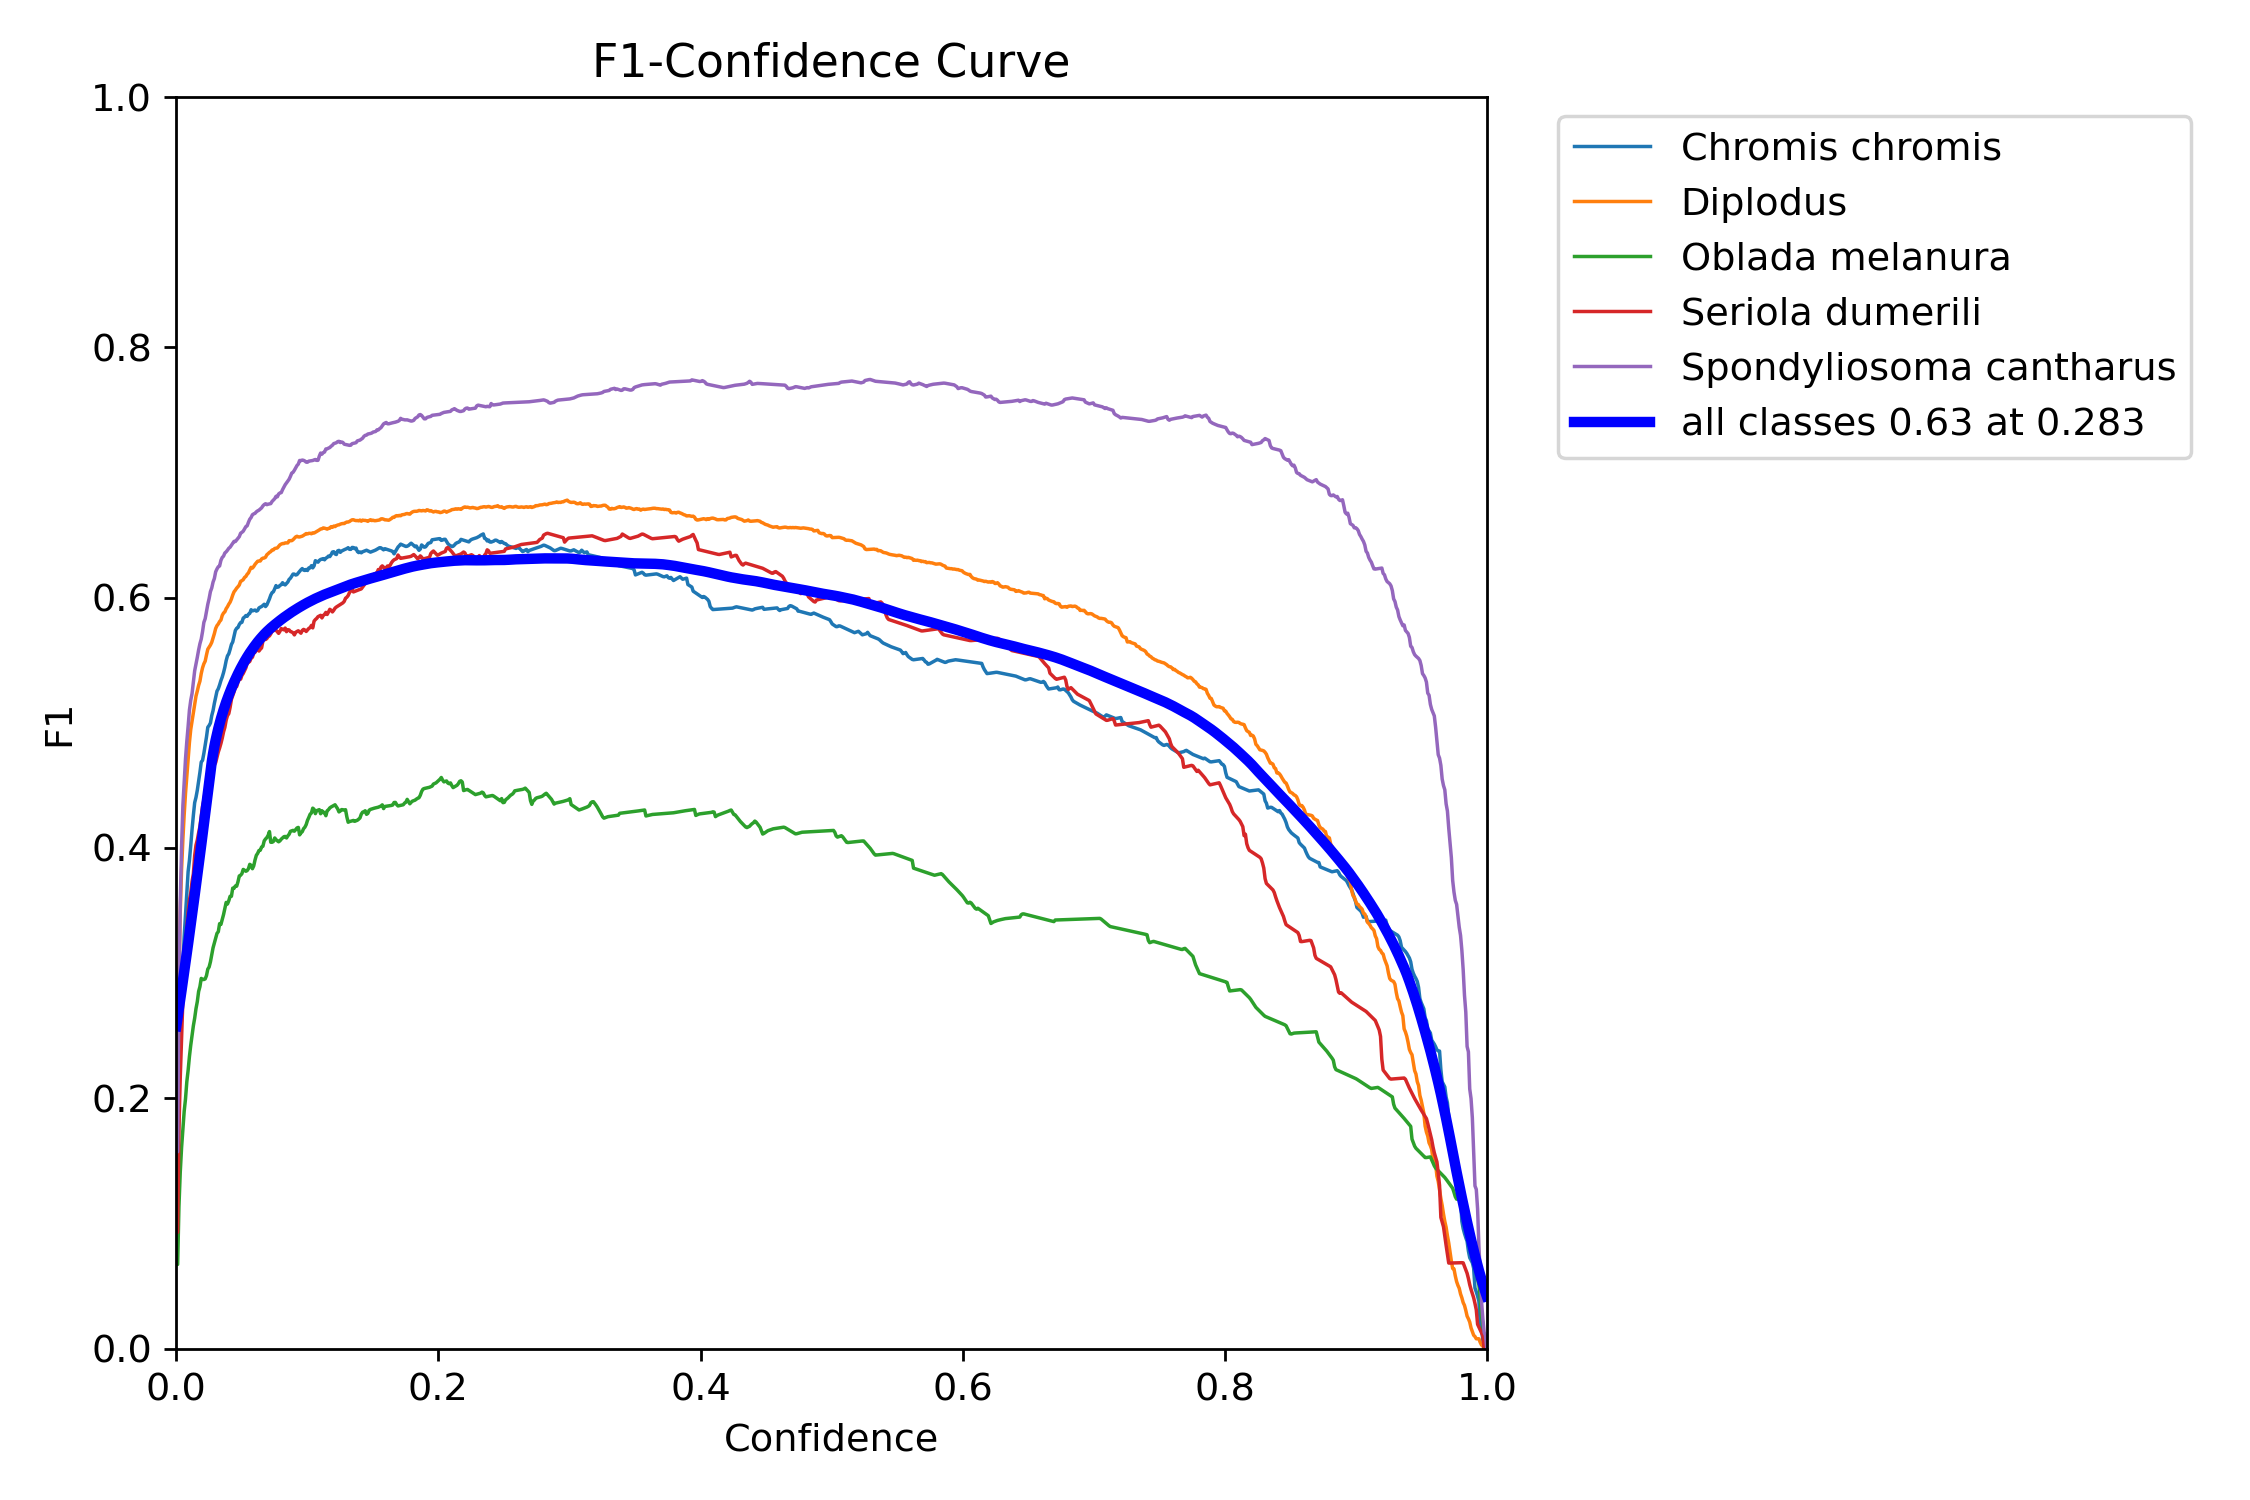 F1-Confidence Curve
1.0
0.8
0.6
0.4
0.2
0.0
F1
0.0 0.2 0.4 0.6 0.8 1.0
Confidence
Chromis chromis
Diplodus
Oblada melanura
Seriola dumerili
Spondyliosoma cantharus
all classes 0.63 at 0.283